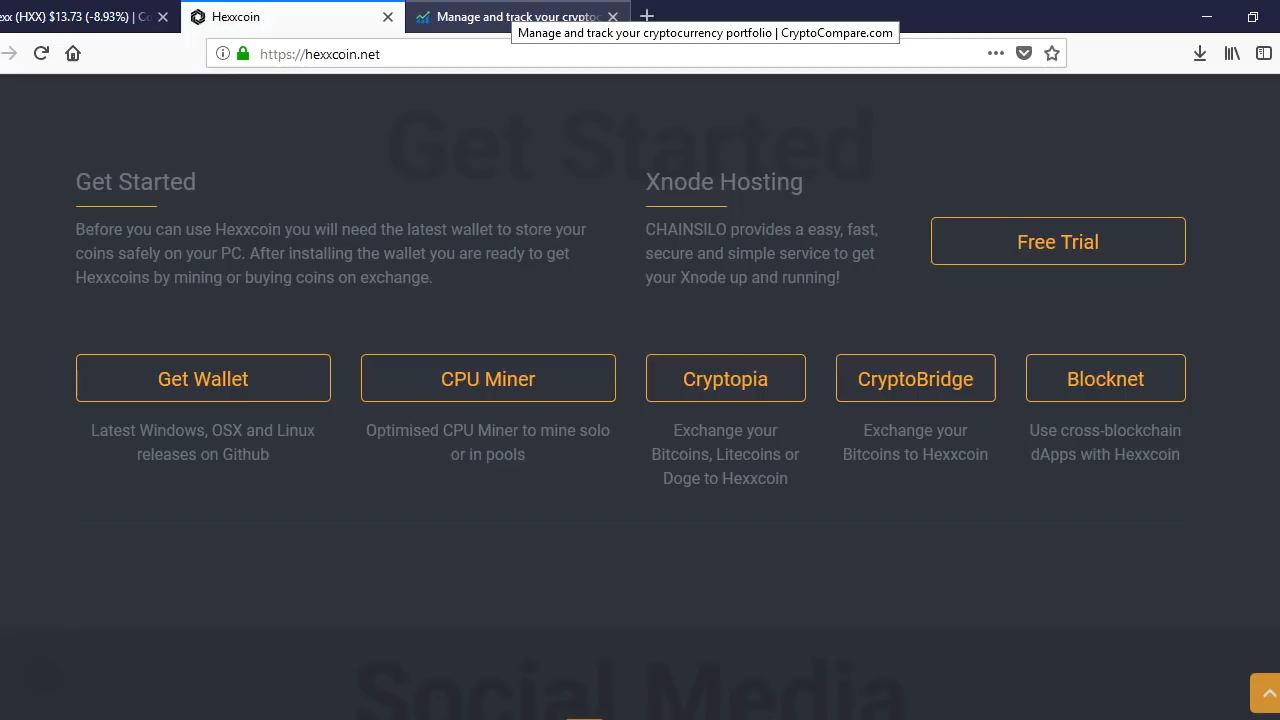 exx (HXX) $13.73 (-8.93%) | Co
Hexxcoin
Manage and track your cryptoc
Manage and track your cryptocurrency portfolio | CryptoCompare.com
https://hexxcoin.net
Get Started
Get Started
Xnode Hosting
Before you can use Hexxcoin you will need the latest wallet to store your
coins safely on your PC. After installing the wallet you are ready to get
Hexxcoins by mining or buying coins on exchange.
CHAINSILO provides a easy, fast,
secure and simple service to get
your Xnode up and running!
Free Trial
Get Wallet
CPU Miner
Cryptopia
CryptoBridge
Blocknet
Latest Windows, OSX and Linux
releases on Github
Optimised CPU Miner to mine solo
or in pools
Exchange your
Bitcoins, Litecoins or
Doge to Hexxcoin
Exchange your
Bitcoins to Hexxcoin
Use cross-blockchain
dApps with Hexxcoin
Social Media